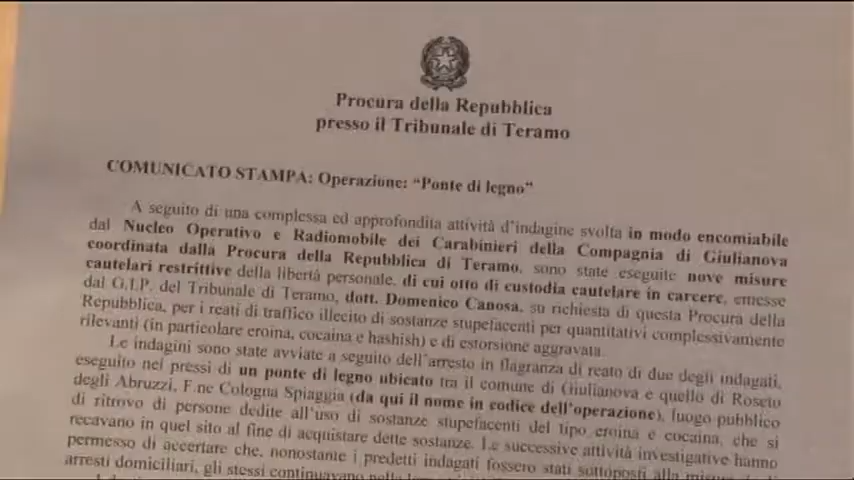 Procura della Repubblica
presso il Tribunale di Teramo
COMUNICATO STAMPA: Operazione: “Ponte di legno”
A seguito di una complessa ed approfondita attività d’indagine svolta in modo encomiabile
dal Nucleo Operativo e Radiomobile dei Carabinieri della Compagnia di Giulianova
coordinata dalla Procura della Repubblica di Teramo, sono state eseguite nove misure
cautelari restrittive della libertà personale, di cui otto di custodia cautelare in carcere, emesse
dal G.I.P. del Tribunale di Teramo, dott. Domenico Canosa, su richiesta di questa Procura della
Repubblica, per i reati di traffico illecito di sostanze stupefacenti per quantitativi complessivamente
rilevanti (in particolare eroina, cocaina e hashish) e di estorsione aggravata.
Le indagini sono state avviate a seguito dell’arresto in flagranza di reato di due degli indagati,
eseguito nei pressi di un ponte di legno ubicato tra il comune di Giulianova e quello di Roseto
degli Abruzzi, F.ne Cologna Spiaggia (da qui il nome in codice dell’operazione), luogo pubblico
di ritrovo di persone dedite all’uso di sostanze stupefacenti del tipo eroina e cocaina, che si
recavano in quel sito al fine di acquistare dette sostanze. Le successive attività investigative hanno
permesso di accertare che, nonostante i predetti indagati fossero stati sottoposti alla
arresti domiciliari, gli stessi continuavano